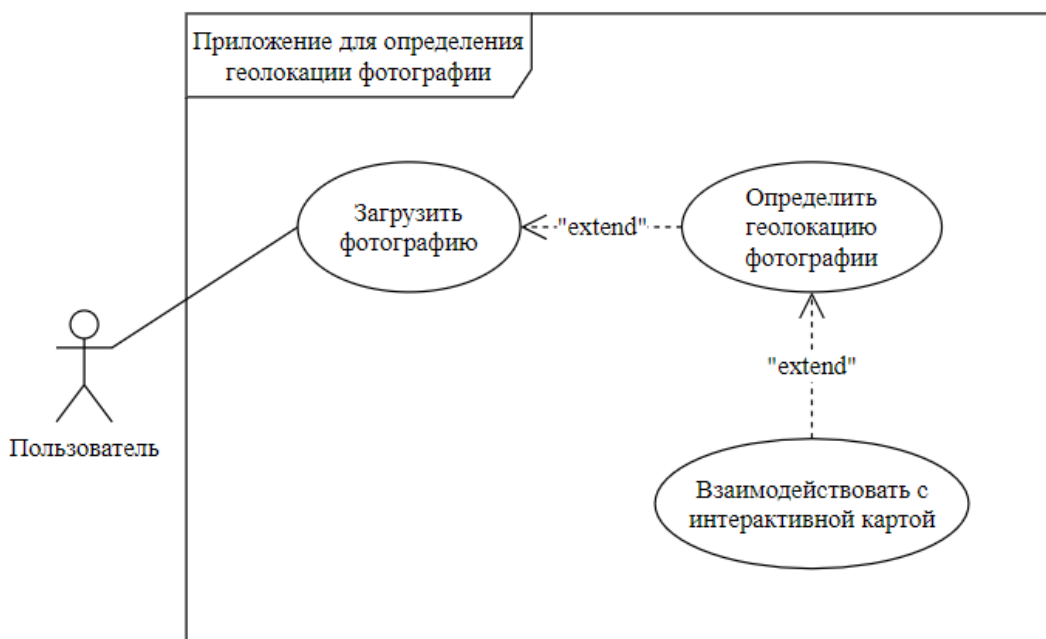 Приложение для определения
геолокации фотографии
Загрузить
фотографию
"extend"
Определить
геолокацию
фотографии
"extend"
Пользователь
Взаимодействовать с
интерактивной картой